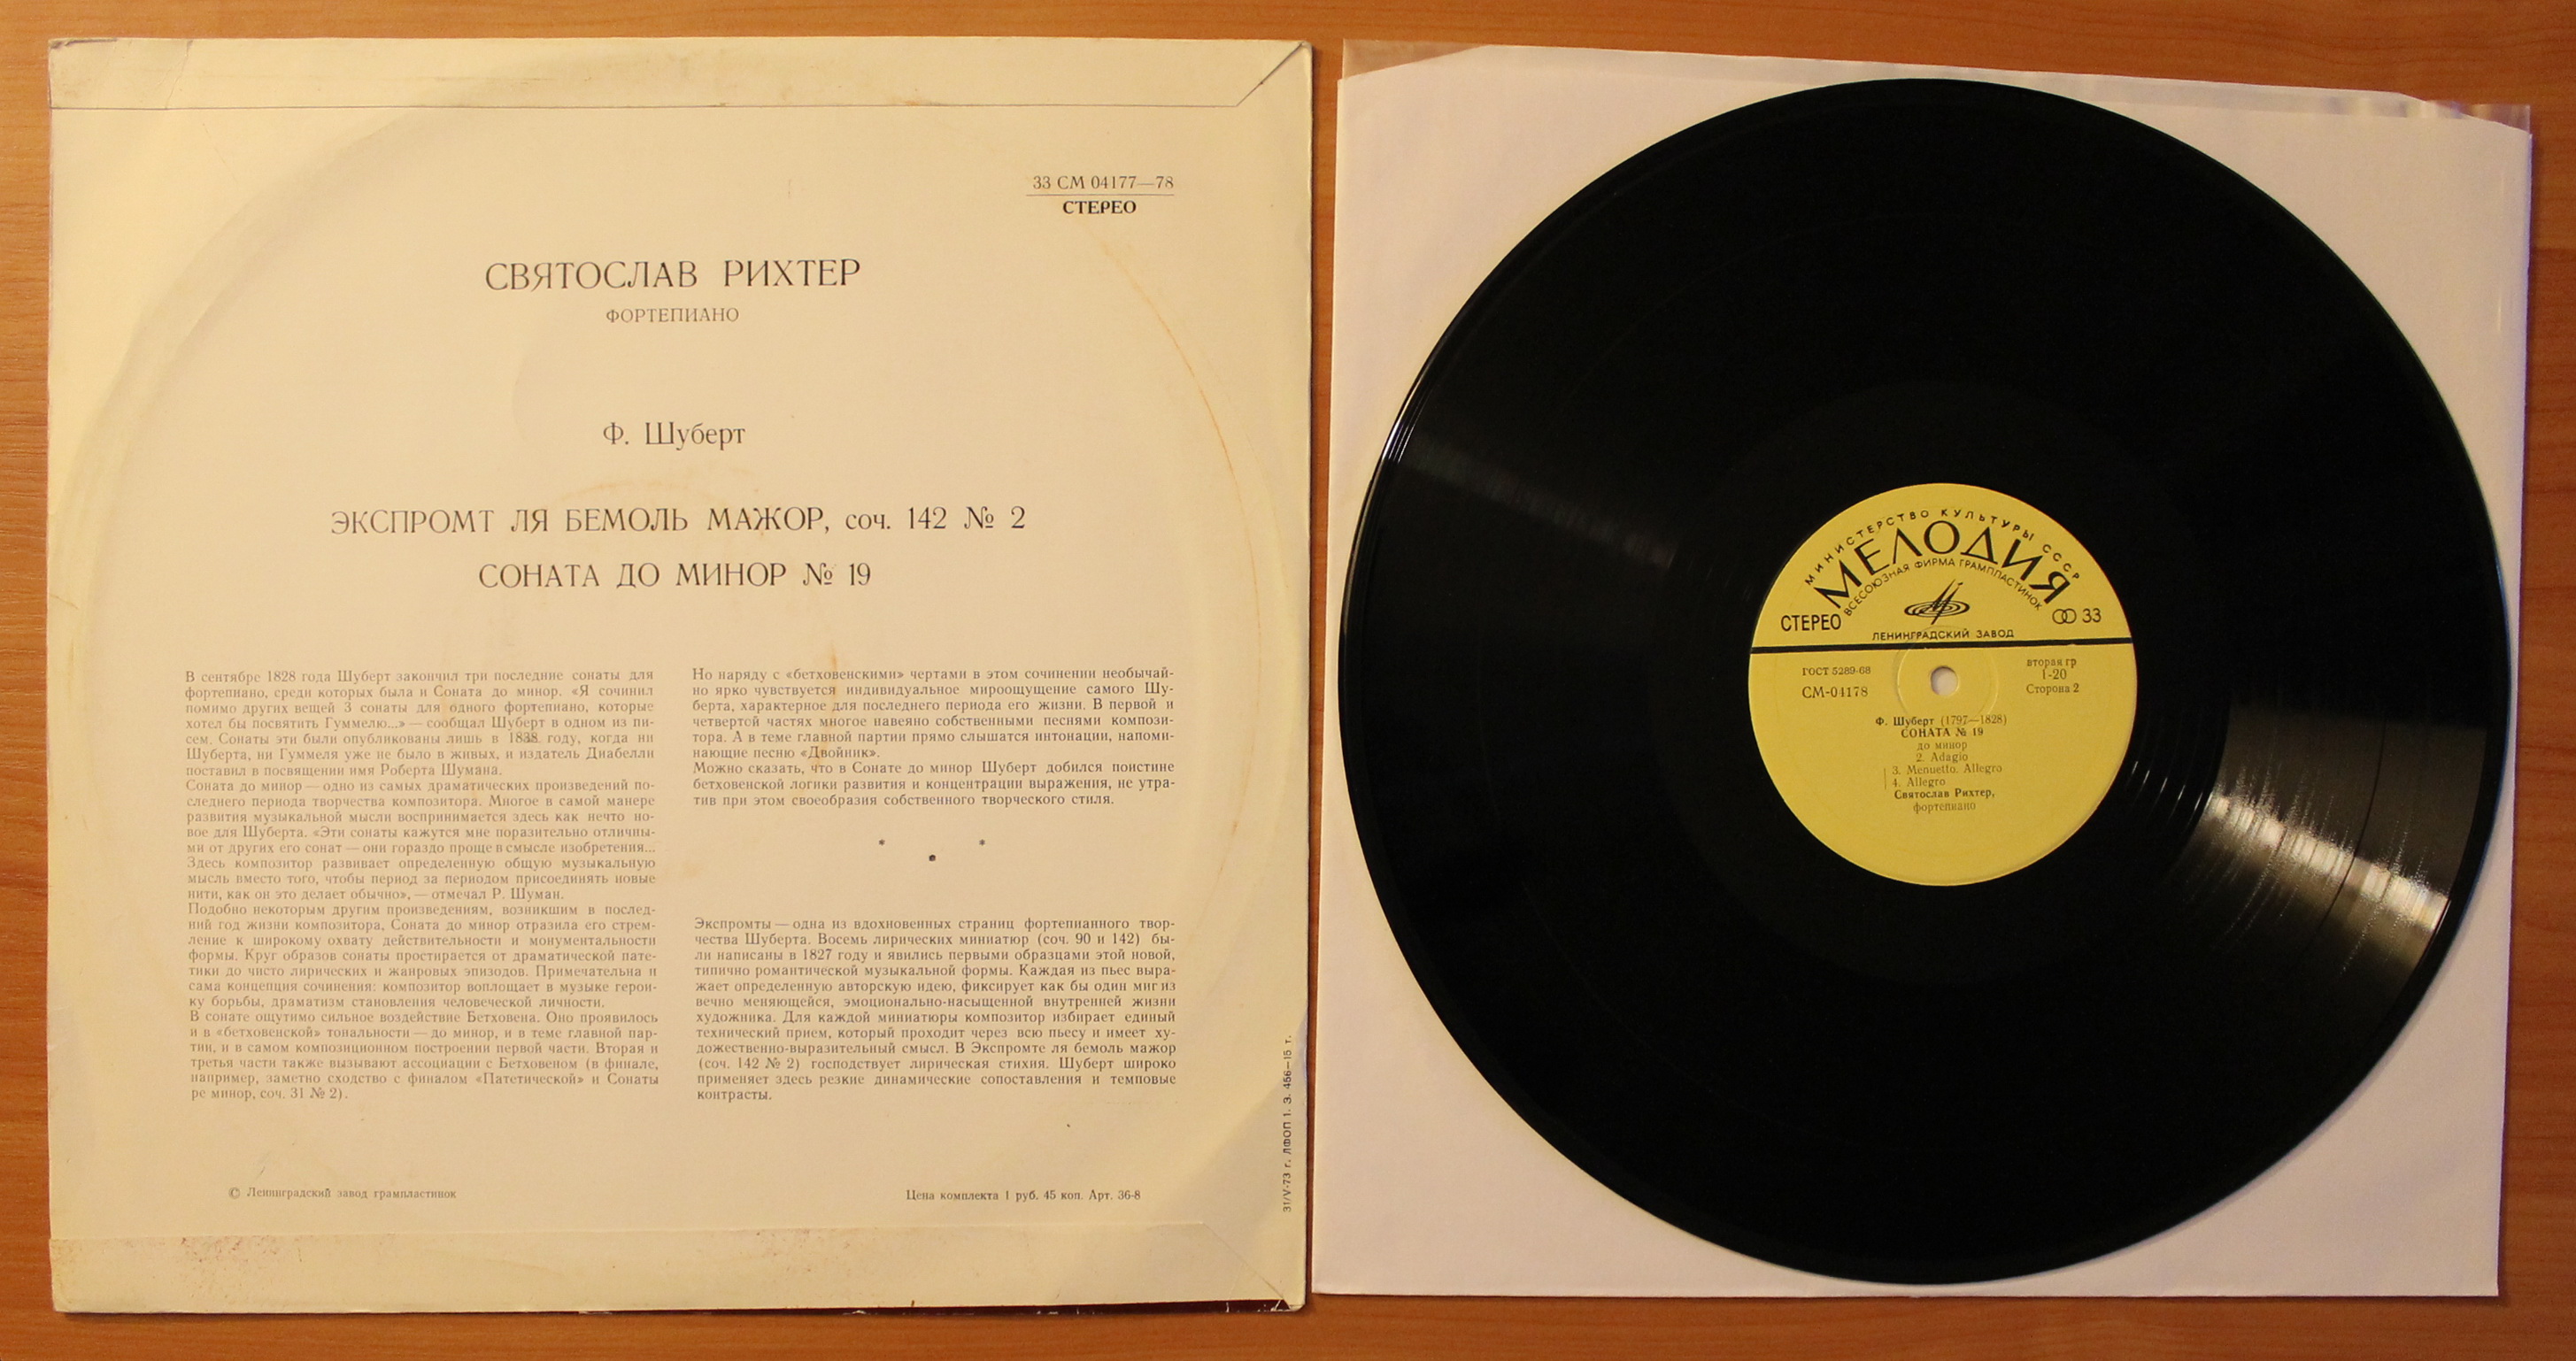 33 СМ 04177—78
СТЕРЕО
СВЯТОСЛАВ РИХТЕР
ФОРТЕПИАНО
Ф. Шуберт
ЭКСПРОМТ ЛЯ БЕМОЛЬ МАЖОР, соч. 142 № 2
СОНАТА ДО МИНОР № 19
В сентябре 1828 года Шуберт закончил три последние сонаты для
фортепиано, среди которых была и Соната до минор. «Я сочинил
помимо других вещей 3 сонаты для одного фортепиано, которые
хотел бы посвятить Гуммелю...» — сообщал Шуберт в одном из пи-
сем. Сонаты эти были опубликованы лишь в 1838 году, когда ни
Шуберта, ни Гуммеля уже не было в живых, и издатель Диабелли
поставил в посвящении имя Роберта Шумана.
Соната до минор — одно из самых драматических произведений по-
следнего периода творчества композитора. Многое в самой манере
развития музыкальной мысли воспринимается здесь как нечто но-
вое для Шуберта. «Эти сонаты кажутся мне поразительно отличны-
ми от других его сонат — они гораздо проще в смысле изобретения...
Здесь композитор развивает определенную общую музыкальную
мысль вместо того, чтобы период за периодом присоединять новые
нити, как он это делает обычно», — отмечал Р. Шуман.
Подобно некоторым другим произведениям, возникшим в послед-
ний год жизни композитора, Соната до минор отразила его стрем-
ление к широкому охвату действительности и монументальности
формы. Круг образов сонаты простирается от драматической пате-
тики до чисто лирических и жанровых эпизодов. Примечательна и
сама концепция сочинения: композитор воплощает в музыке герои-
ку борьбы, драматизм становления человеческой личности.
В сонате ощутимо сильное воздействие Бетховена. Оно проявилось
и в «бетховенской» тональности — до минор, и в теме главной пар-
тии, и в самом композиционном построении первой части. Вторая и
третья части также вызывают ассоциации с Бетховеном (в финале,
например, заметно сходство с финалом «Патетической» и Сонаты
ре минор, соч. 31 № 2).
Но наряду с «бетховенскими» чертами в этом сочинении необычай-
но ярко чувствуется индивидуальное мироощущение самого Шу-
берта, характерное для последнего периода его жизни. В первой и
четвертой частях многое навеяно собственными песнями компози-
тора. А в теме главной партии прямо слышатся интонации, напоми-
нающие песню «Двойник».
Можно сказать, что в Сонате до минор Шуберт добился поистине
бетховенской логики развития и концентрации выражения, не утра-
тив при этом своеобразия собственного творческого стиля.
* * *
Экспромты — одна из вдохновенных страниц фортепианного твор-
чества Шуберта. Восемь лирических миниатюр (соч. 90 и 142) бы-
ли написаны в 1827 году и явились первыми образцами этой новой,
типично романтической музыкальной формы. Каждая из пьес выра-
жает определенную авторскую идею, фиксирует как бы один миг из
вечно меняющейся, эмоционально-насыщенной внутренней жизни
художника. Для каждой миниатюры композитор избирает единый
технический прием, который проходит через всю пьесу и имеет ху-
дожественно-выразительный смысл. В Экспромте ля бемоль мажор
(соч. 142 № 2) господствует лирическая стихия. Шуберт широко
применяет здесь резкие динамические сопоставления и темповые
контрасты.
© Ленинградский завод грампластинок
Цена комплекта 1 руб. 45 коп. Арт. 36-8
31/V-73 г. ЛФОП 1. З. 456—15 т.
МИНИСТЕРСТВО КУЛЬТУРЫ СССР
МЕЛОДИЯ
ВСЕСОЮЗНАЯ ФИРМА ГРАМПЛАСТИНОК
СТЕРЕО
33
ЛЕНИНГРАДСКИЙ ЗАВОД
ГОСТ 5289-68
СМ-04178
вторая гр
1-20
Сторона 2
Ф. Шуберт (1797—1828)
СОНАТА № 19
до минор
2. Adagio
3. Menuetto. Allegro
4. Allegro
Святослав Рихтер,
фортепиано